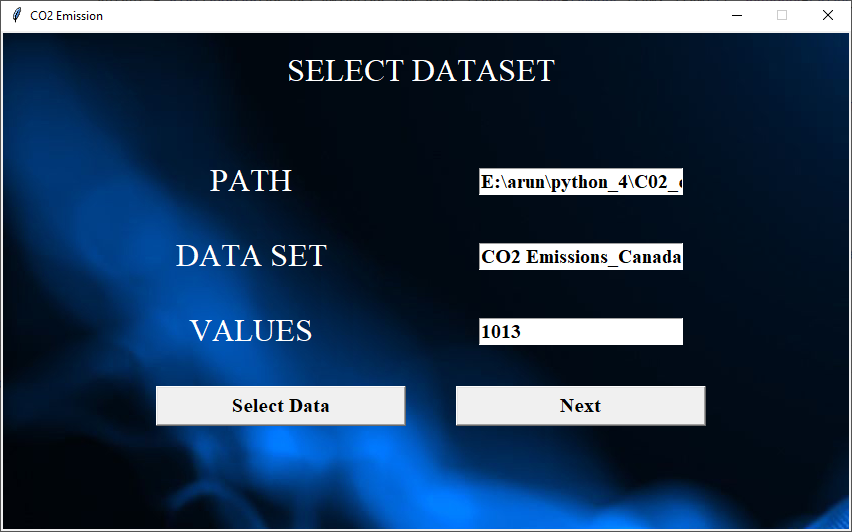 CO2 Emission
SELECT DATASET
PATH
E:\arun\python_4\C02_
DATA SET
CO2 Emissions_Canada
VALUES
1013
Select Data
Next